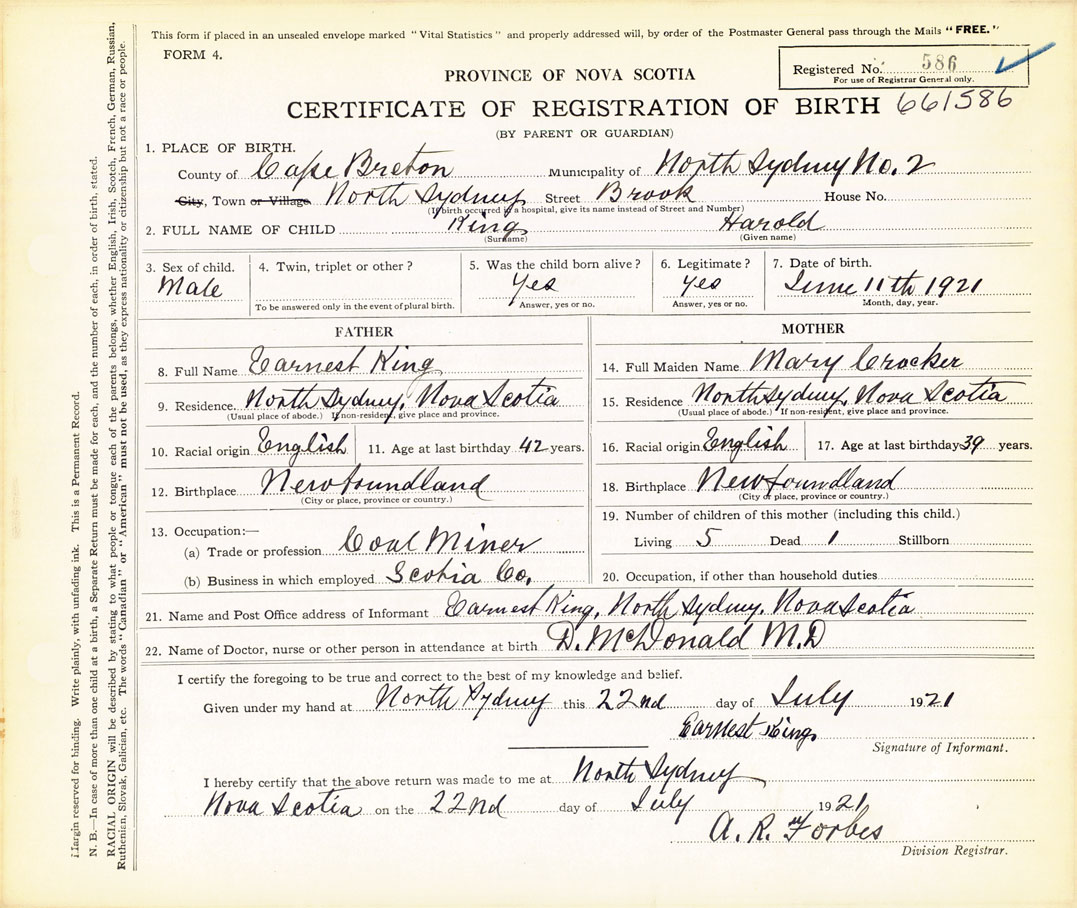 This form if placed in an unsealed envelope marked "Vital Statistics" and properly addressed will, by order of the Postmaster General pass through the Mails "FREE."
FORM 4.
Registered No. 586
For use of Registrar General only.
PROVINCE OF NOVA SCOTIA
CERTIFICATE OF REGISTRATION OF BIRTH 661586
(BY PARENT OR GUARDIAN)
1. PLACE OF BIRTH.
County of Cape Breton Municipality of North Sydney No. 2
City, Town or Village North Sydney Street Brook House No.
(If birth occurred in a hospital, give its name instead of Street and Number)
2. FULL NAME OF CHILD King Harold
(Surname) (Given name)
3. Sex of child. 4. Twin, triplet or other? 5. Was the child born alive? 6. Legitimate? 7. Date of birth.
Male Yes Yes June 11th 1921
To be answered only in the event of plural birth. Answer, yes or no. Answer, yes or no. Month, day, year.
FATHER MOTHER
8. Full Name Earnest King 14. Full Maiden Name Mary Crocker
9. Residence. North Sydney, Nova Scotia 15. Residence North Sydney, Nova Scotia
(Usual place of abode.) If non-resident, give place and province. (Usual place of abode.) If non-resident, give place and province.
10. Racial origin English 11. Age at last birthday 42 years. 16. Racial origin English 17. Age at last birthday 39 years.
12. Birthplace Newfoundland 18. Birthplace Newfoundland
(City or place, province or country.) (City or place, province or country.)
13. Occupation:— 19. Number of children of this mother (including this child.)
(a) Trade or profession Coal Miner Living 5 Dead 1 Stillborn
(b) Business in which employed Scotia Co. 20. Occupation, if other than household duties
21. Name and Post Office address of Informant Earnest King, North Sydney, Nova Scotia
22. Name of Doctor, nurse or other person in attendance at birth D. McDonald M.D
I certify the foregoing to be true and correct to the best of my knowledge and belief.
Given under my hand at North Sydney this 22nd day of July 1921
Earnest King,
Signature of Informant.
I hereby certify that the above return was made to me at North Sydney
Nova Scotia on the 22nd day of July 1921
A. R. Forbes
Division Registrar.
Margin reserved for binding. Write plainly, with unfading ink. This is a Permanent Record.
N. B.—In case of more than one child at a birth, a Separate Return must be made for each, and the number of each, in order of birth, stated.
RACIAL ORIGIN will be described by stating to what people or tongue each of the parents belongs, whether English, Irish, Scotch, French, German, Russian,
Ruthenian, Slovak, Galician, etc. The words "Canadian" or "American" must not be used, as they express nationality or citizenship but not a race or people.